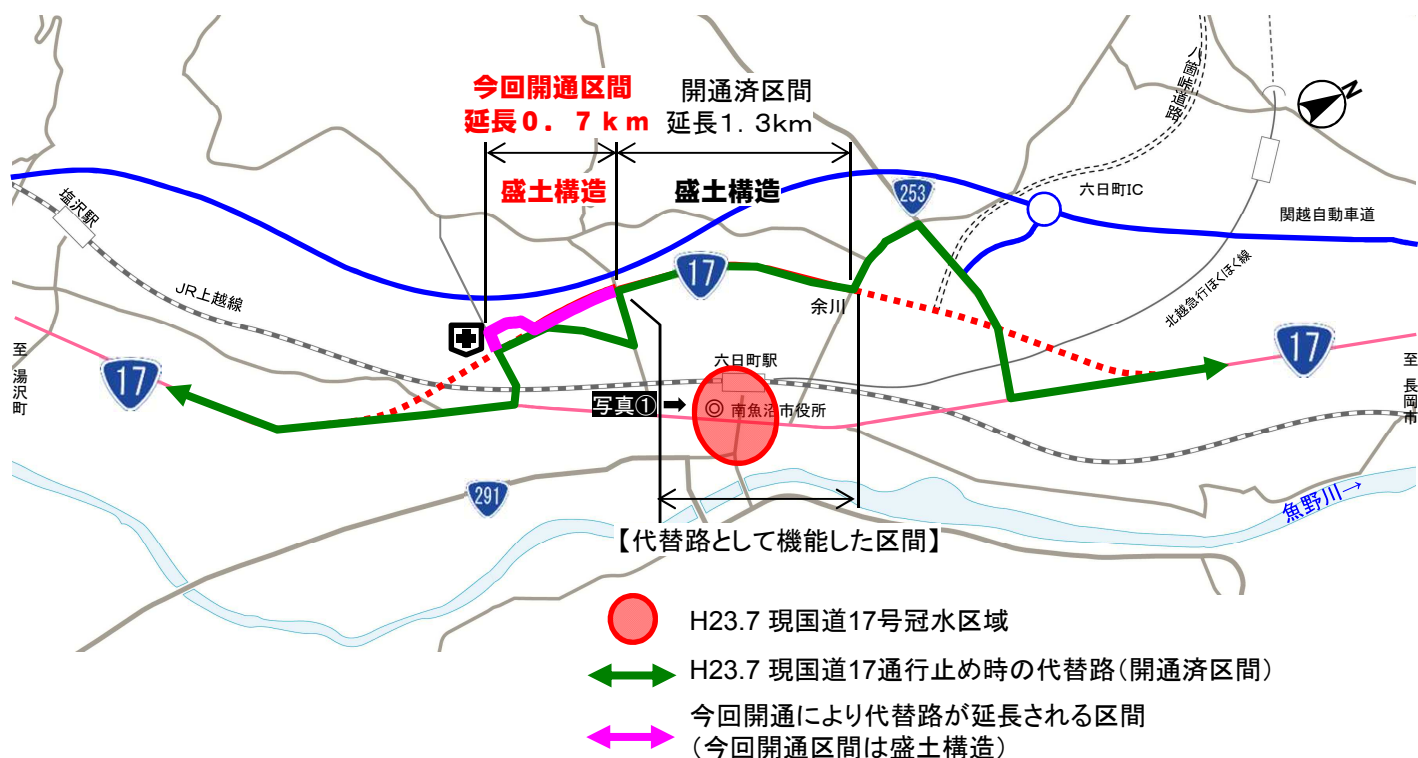 今回開通区間
延長0.7km
開通済区間
延長1.3km
盛土構造
盛土構造
八箇峠道路
N
253
六日町IC
関越自動車道
塩沢駅
JR上越線
17
余川
北越急行ほくほく線
至 湯沢町
17
六日町駅
17
至 長岡市
写真①
南魚沼市役所
291
魚野川→
【代替路として機能した区間】
H23.7 現国道17号冠水区域
H23.7 現国道17通行止め時の代替路(開通済区間)
今回開通により代替路が延長される区間
(今回開通区間は盛土構造)